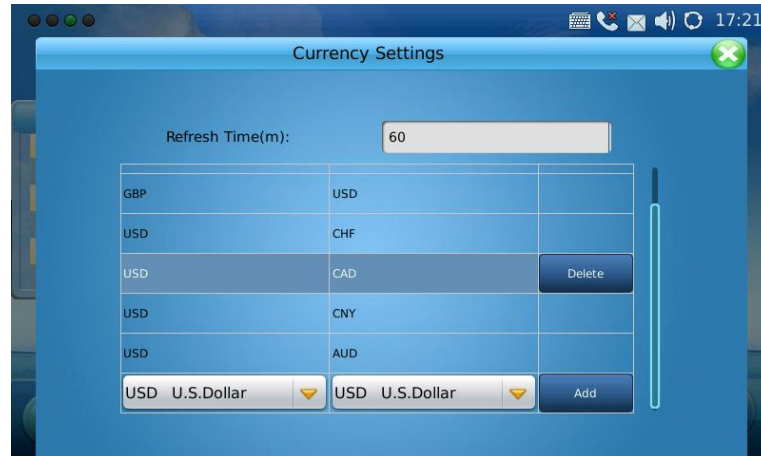 17:21
Currency Settings
Refresh Time(m): 60
GBP USD
USD CHF
USD CAD Delete
USD CNY
USD AUD
USD U.S.Dollar USD U.S.Dollar Add